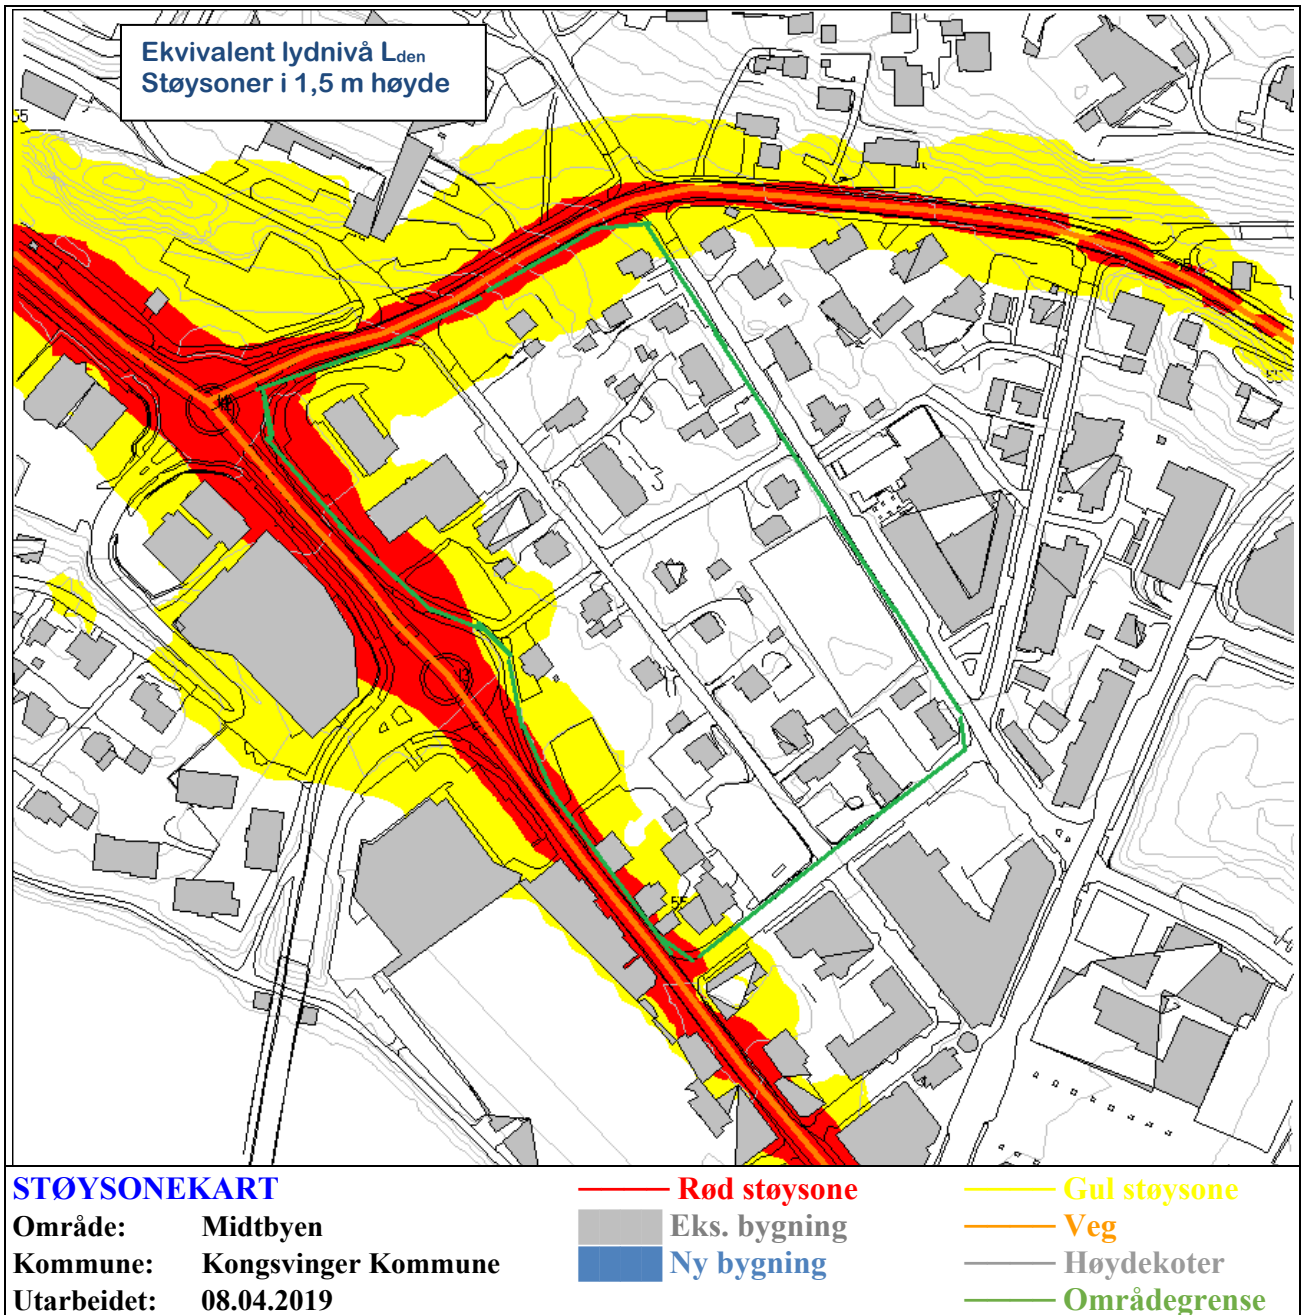 Ekvivalent lydnivå Lden
Støysoner i 1,5 m høyde
55
65
55
55
STØYSONEKART
Område: Midtbyen
Kommune: Kongsvinger Kommune
Utarbeidet: 08.04.2019
Rød støysone
Eks. bygning
Ny bygning
Gul støysone
Veg
Høydekoter
Områdegrense